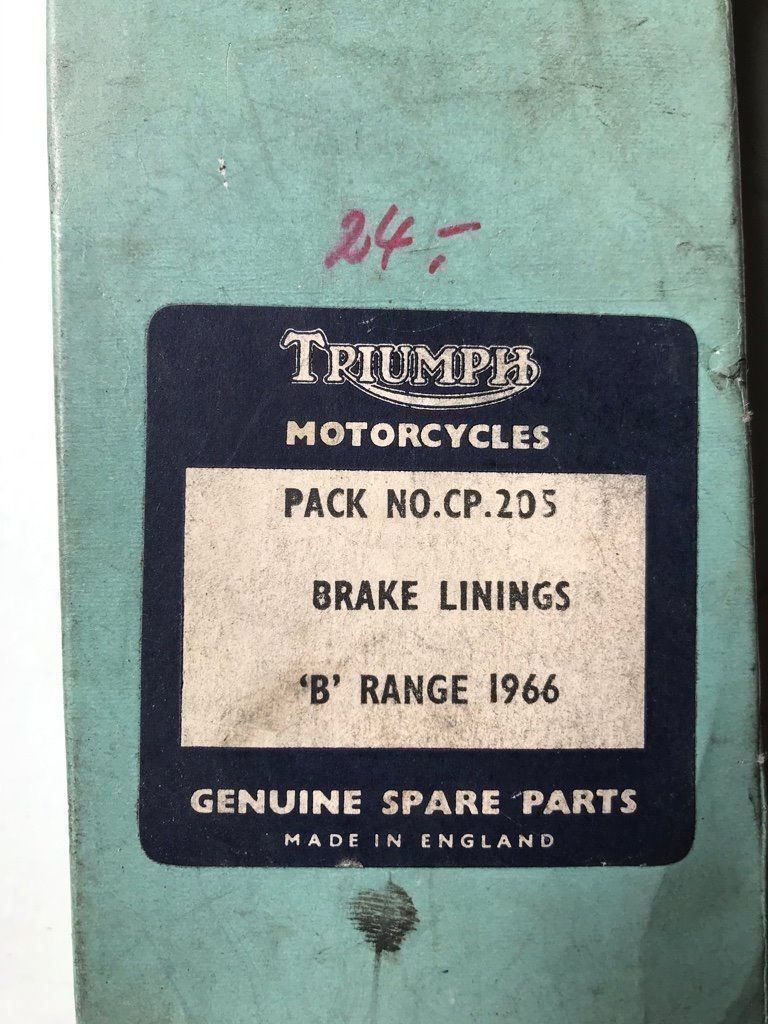 24,-
TRIUMPH
MOTORCYCLES
PACK NO.CP.205
BRAKE LININGS
‘B’ RANGE 1966
GENUINE SPARE PARTS
MADE IN ENGLAND